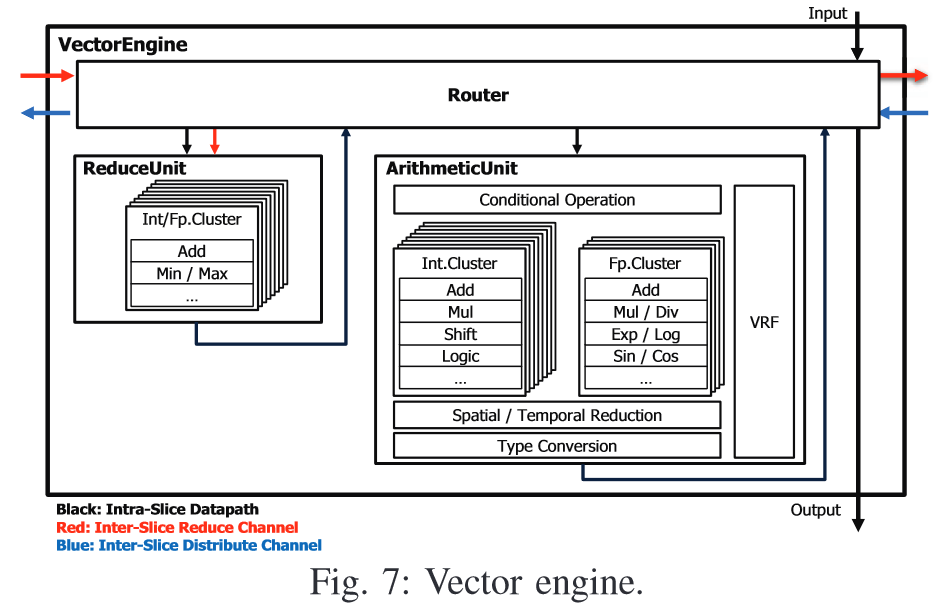 Input
VectorEngine
Router
ReduceUnit
Int/Fp.Cluster
Add
Min / Max
...
ArithmeticUnit
Conditional Operation
Int.Cluster
Add
Mul
Shift
Logic
...
Fp.Cluster
Add
Mul / Div
Exp / Log
Sin / Cos
...
VRF
Spatial / Temporal Reduction
Type Conversion
Output
Black: Intra-Slice Datapath
Red: Inter-Slice Reduce Channel
Blue: Inter-Slice Distribute Channel
Fig. 7: Vector engine.